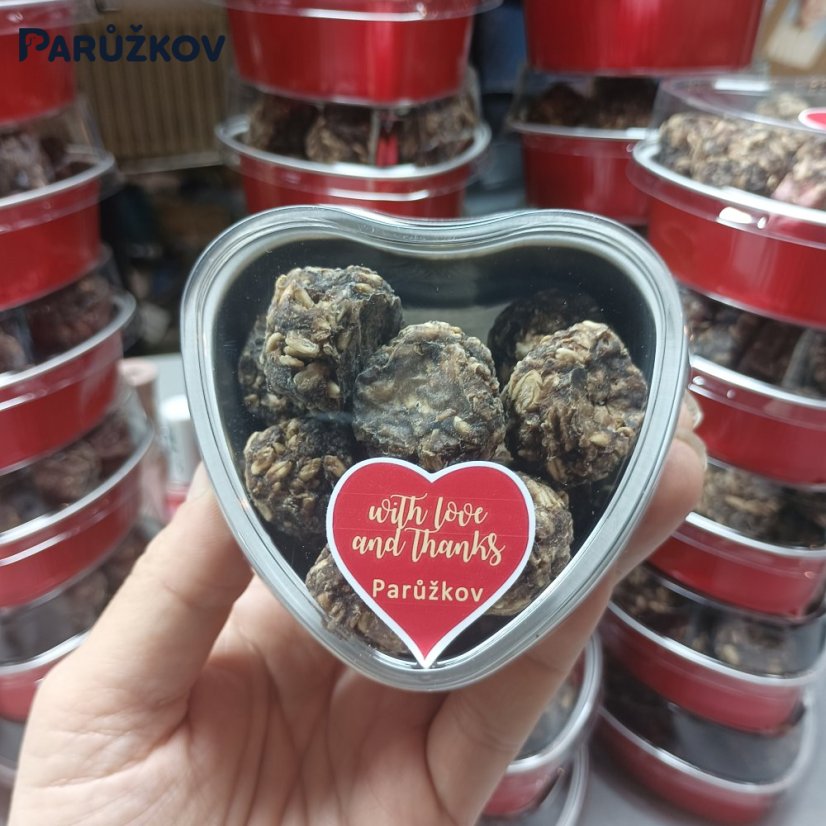 PARŮŽKOV
with love
and thanks
Parůžkov